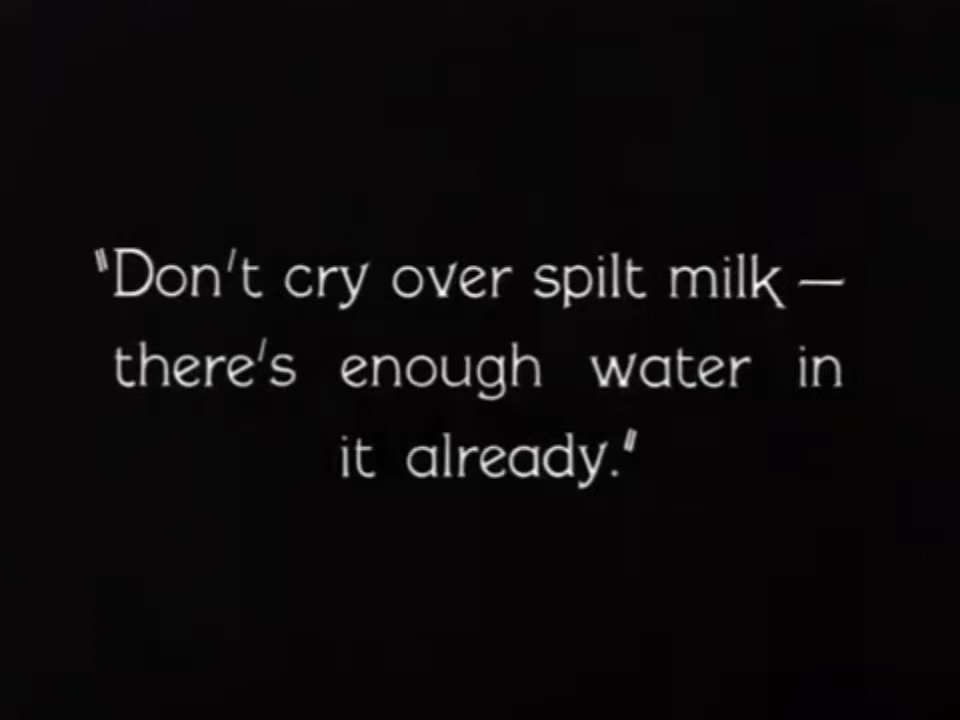 "Don't cry over spilt milk —
there's enough water in
it already."